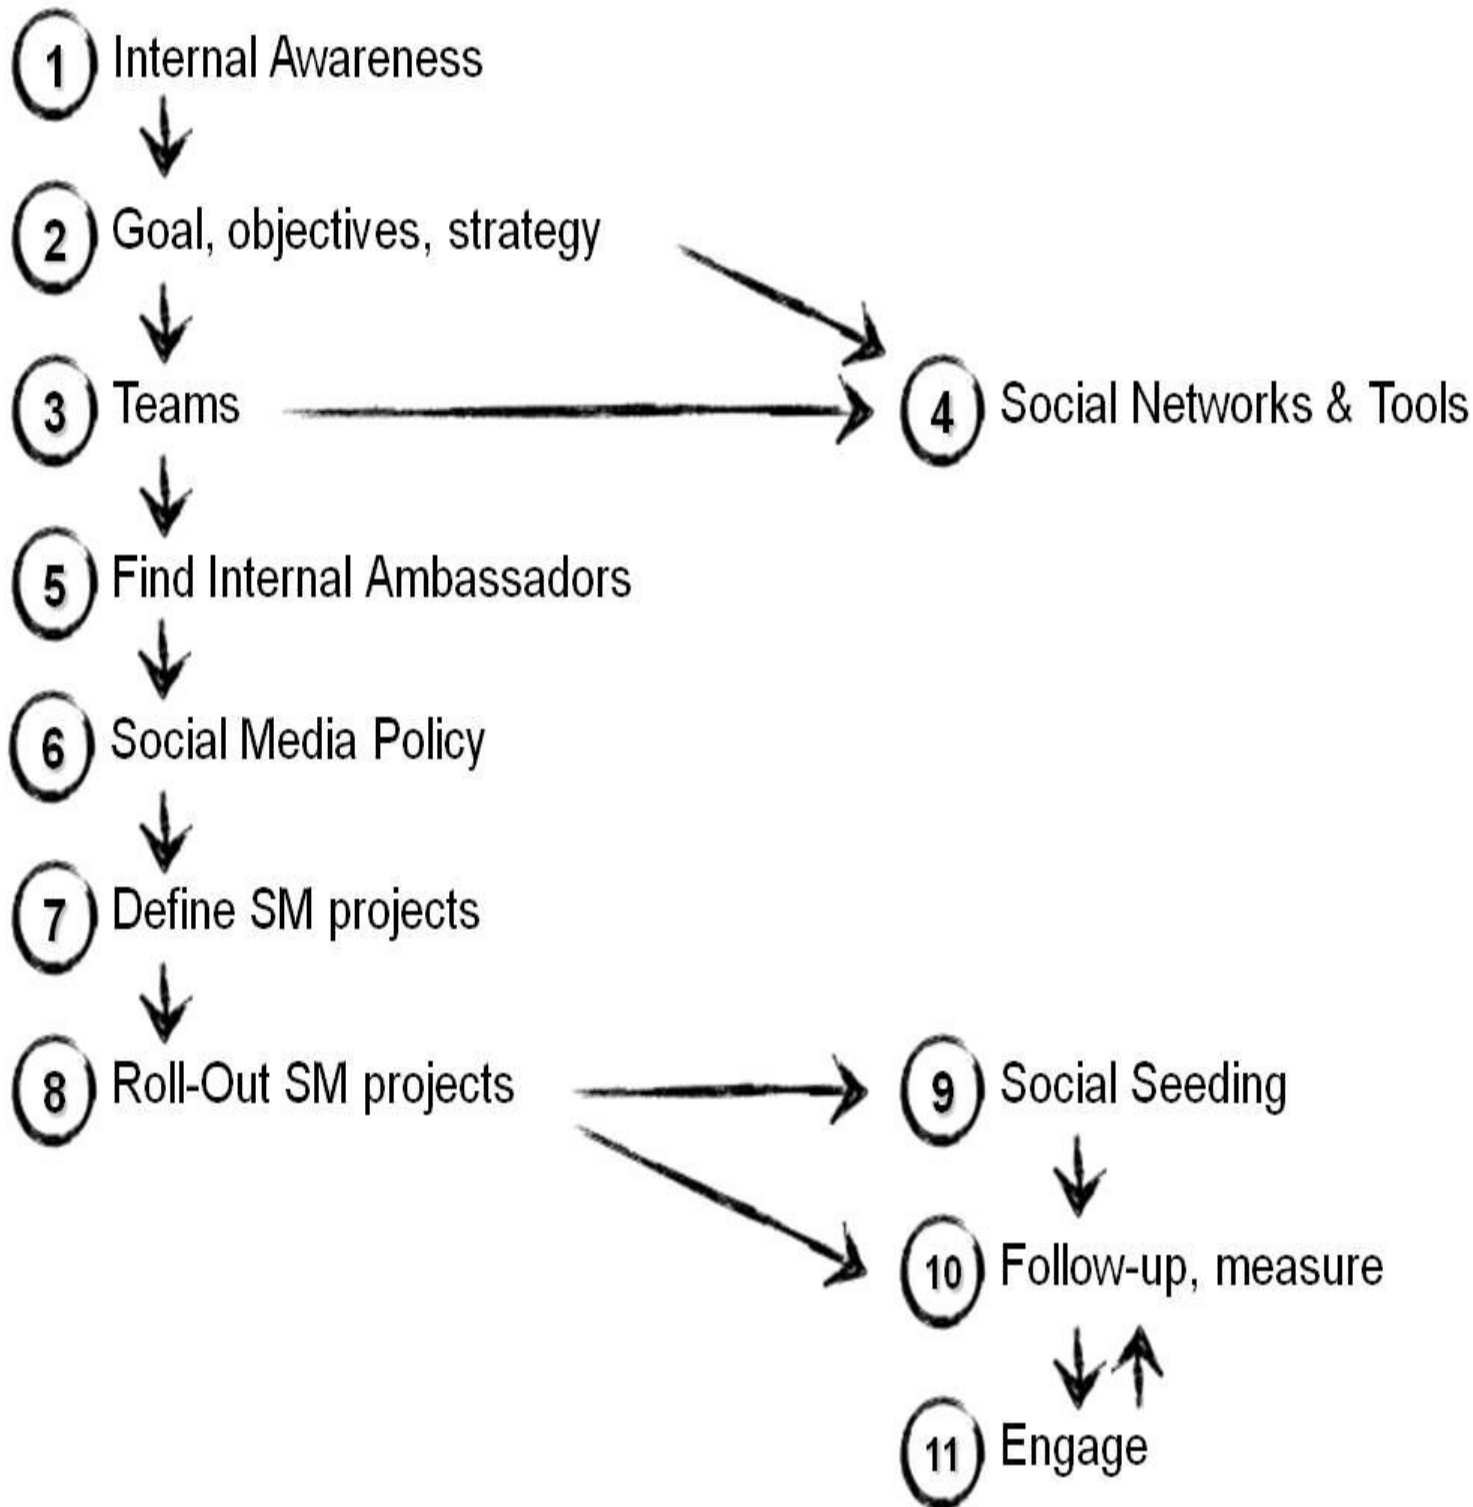 1 Internal Awareness
2 Goal, objectives, strategy
3 Teams
4 Social Networks & Tools
5 Find Internal Ambassadors
6 Social Media Policy
7 Define SM projects
8 Roll-Out SM projects
9 Social Seeding
10 Follow-up, measure
11 Engage